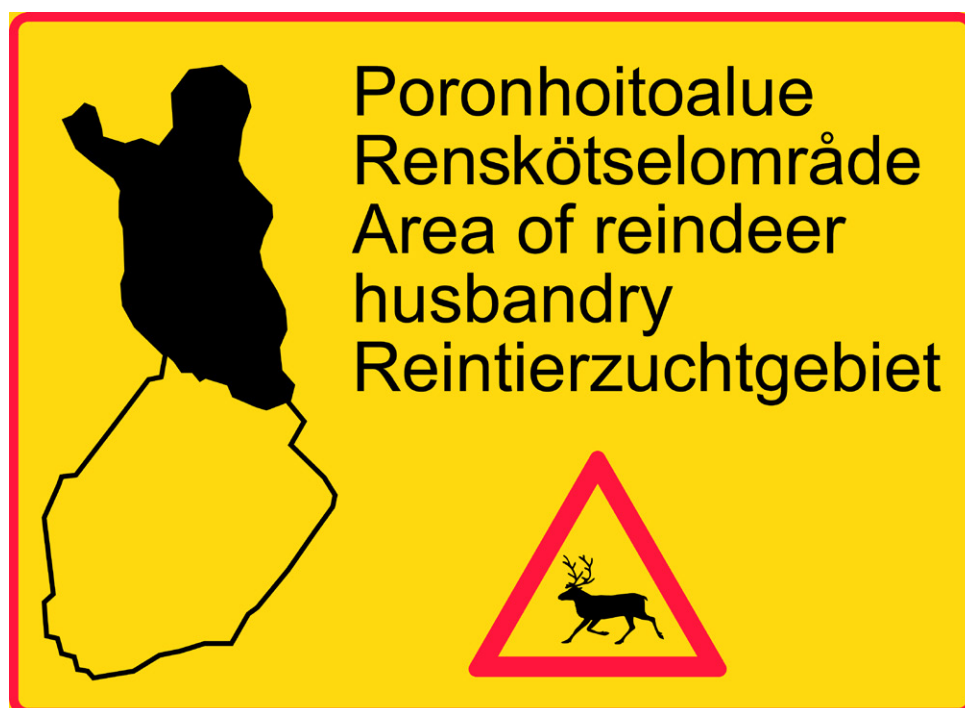 Poronhoitoalue
Renskötselområde
Area of reindeer
husbandry
Reintierzuchtgebiet